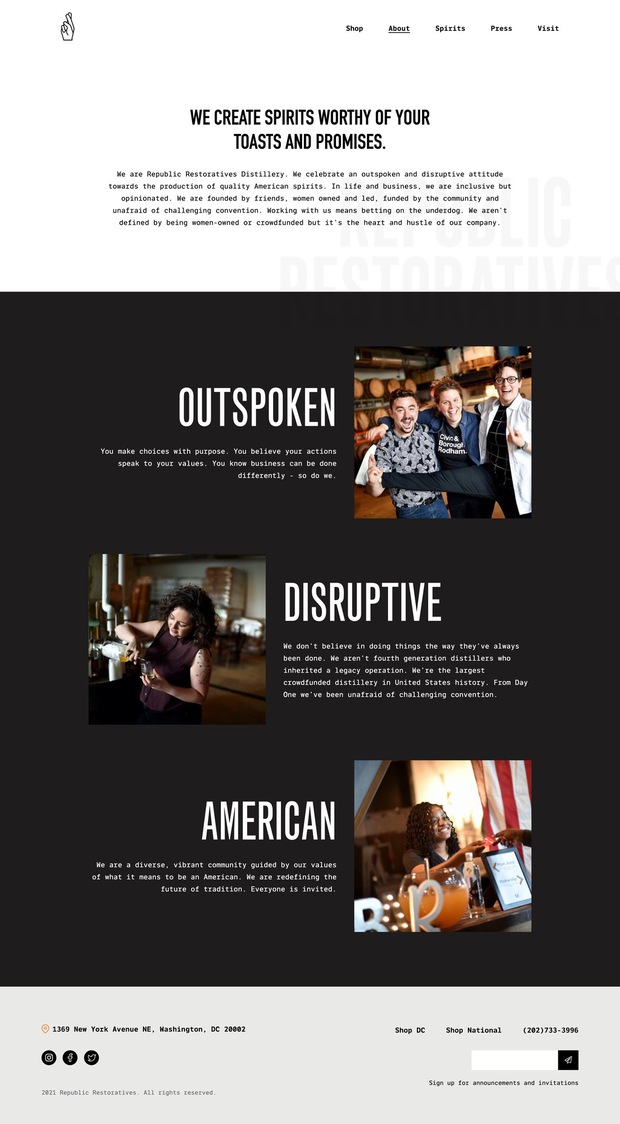 Shop About Spirits Press Visit
WE CREATE SPIRITS WORTHY OF YOUR
TOASTS AND PROMISES.
REPUBLIC
RESTORATIVES
We are Republic Restoratives Distillery. We celebrate an outspoken and disruptive attitude
towards the production of quality American spirits. In life and business, we are inclusive but
opinionated. We are founded by friends, women owned and led, funded by the community and
unafraid of challenging convention. Working with us means betting on the underdog. We aren't
defined by being women-owned or crowdfunded but it's the heart and hustle of our company.
OUTSPOKEN
You make choices with purpose. You believe your actions
speak to your values. You know business can be done
differently - so do we.
Civic &
Borough.
Rodham.
DISRUPTIVE
We don't believe in doing things the way they've always
been done. We aren't fourth generation distillers who
inherited a legacy operation. We're the largest
crowdfunded distillery in United States history. From Day
One we've been unafraid of challenging convention.
AMERICAN
We are a diverse, vibrant community guided by our values
of what it means to be an American. We are redefining the
future of tradition. Everyone is invited.
R
1369 New York Avenue NE, Washington, DC 20002
Shop DC Shop National (202)733-3996
Sign up for announcements and invitations
2021 Republic Restoratives. All rights reserved.